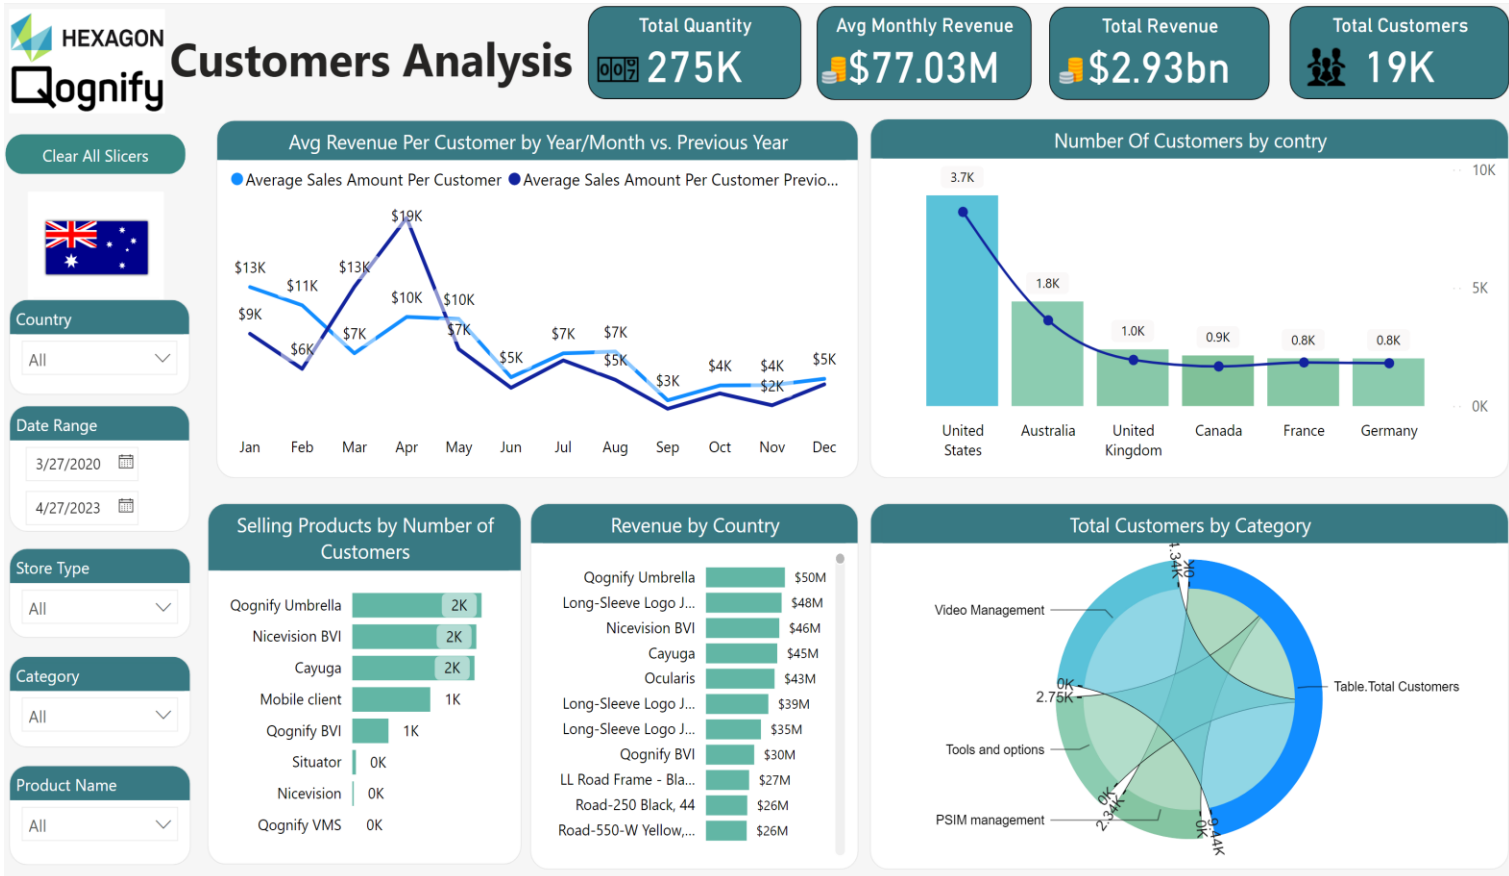 HEXAGON
Qognify
Customers Analysis
Total Quantity
275K
Avg Monthly Revenue
$77.03M
Total Revenue
$2.93bn
Total Customers
19K
Clear All Slicers
Country
All
Date Range
3/27/2020
4/27/2023
Store Type
All
Category
All
Product Name
All
Avg Revenue Per Customer by Year/Month vs. Previous Year
Average Sales Amount Per Customer
Average Sales Amount Per Customer Previo...
$19K
$13K
$11K
$13K
$9K
$6K
$7K
$10K
$10K
$7K
$5K
$7K
$7K
$5K
$3K
$4K
$4K
$2K
$5K
Jan Feb Mar Apr May Jun Jul Aug Sep Oct Nov Dec
Number Of Customers by contry
10K
5K
0K
3.7K
1.8K
1.0K
0.9K
0.8K
0.8K
United States
Australia
United Kingdom
Canada
France
Germany
Selling Products by Number of
Customers
Qognify Umbrella 2K
Nicevision BVI 2K
Cayuga 2K
Mobile client 1K
Qognify BVI 1K
Situator 0K
Nicevision 0K
Qognify VMS 0K
Revenue by Country
Qognify Umbrella $50M
Long-Sleeve Logo J... $48M
Nicevision BVI $46M
Cayuga $45M
Ocularis $43M
Long-Sleeve Logo J... $39M
Long-Sleeve Logo J... $35M
Qognify BVI $30M
LL Road Frame - Bla... $27M
Road-250 Black, 44 $26M
Road-550-W Yellow,... $26M
Total Customers by Category
4.34K
0K
Video Management
0K
2.75K
Table.Total Customers
Tools and options
0K
2.34K
PSIM management
0K
9.44K